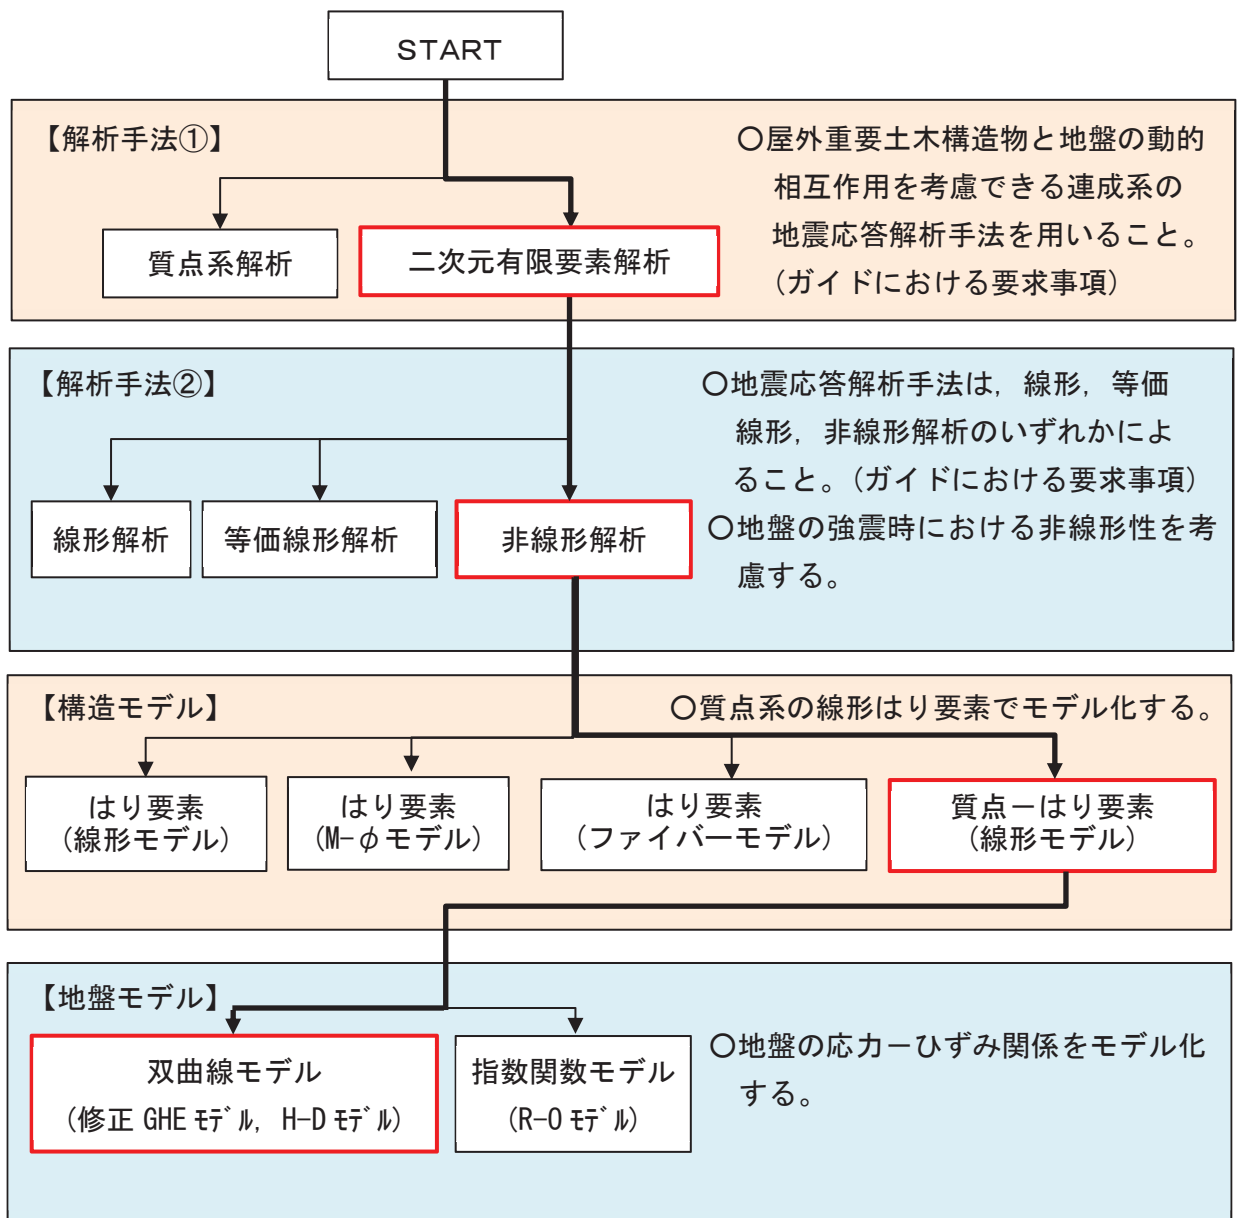 START
【解析手法①】
○屋外重要土木構造物と地盤の動的
相互作用を考慮できる連成系の
地震応答解析手法を用いること。
(ガイドにおける要求事項)
質点系解析
二次元有限要素解析
【解析手法②】
○地震応答解析手法は，線形，等価
線形，非線形解析のいずれかによ
ること。(ガイドにおける要求事項)
○地盤の強震時における非線形性を考
慮する。
線形解析
等価線形解析
非線形解析
【構造モデル】
○質点系の線形はり要素でモデル化する。
はり要素
(線形モデル)
はり要素
(M-φモデル)
はり要素
(ファイバーモデル)
質点－はり要素
(線形モデル)
【地盤モデル】
○地盤の応力－ひずみ関係をモデル化
する。
双曲線モデル
(修正 GHE ﾓﾃﾞﾙ，H-D ﾓﾃﾞﾙ)
指数関数モデル
(R-O ﾓﾃﾞﾙ)